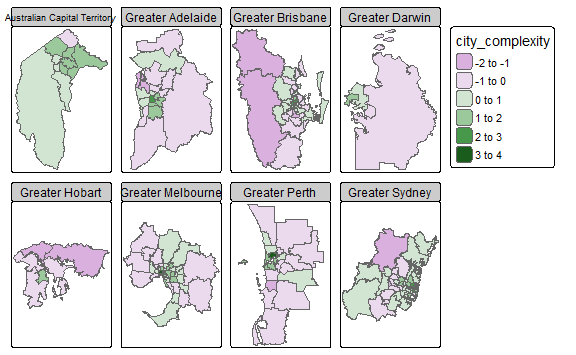 Australian Capital Territory
Greater Adelaide
Greater Brisbane
Greater Darwin
city_complexity
-2 to -1
-1 to 0
0 to 1
1 to 2
2 to 3
3 to 4
Greater Hobart
Greater Melbourne
Greater Perth
Greater Sydney